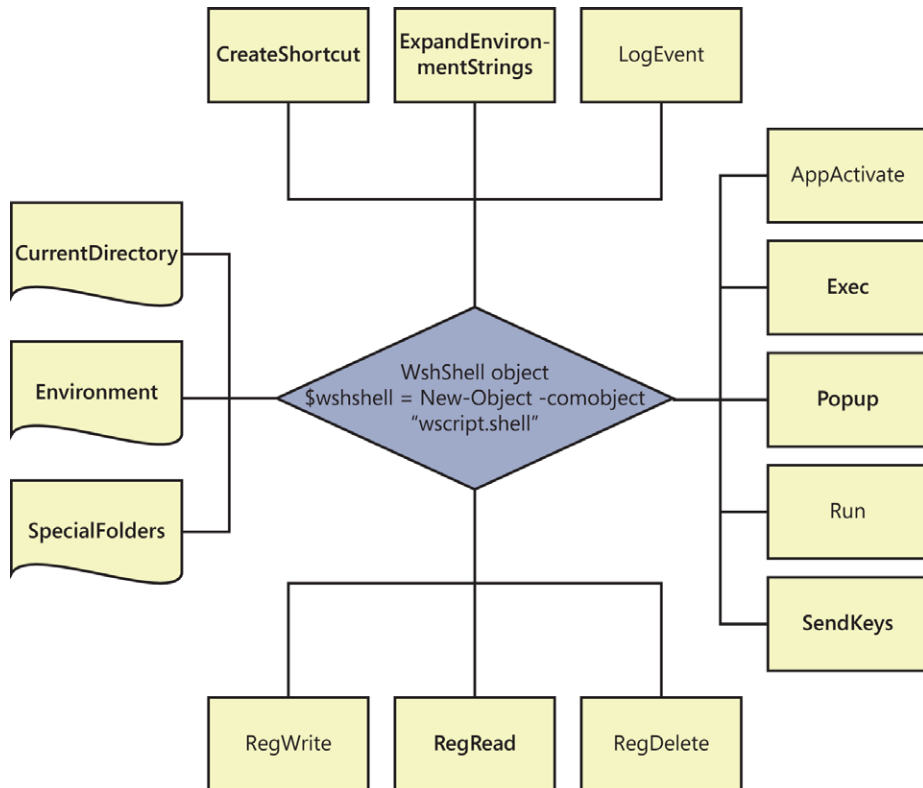 CreateShortcut
ExpandEnviron-
mentStrings
LogEvent
AppActivate
CurrentDirectory
Exec
WshShell object
$wshshell = New-Object -comobject
“wscript.shell”
Environment
Popup
SpecialFolders
Run
SendKeys
RegWrite
RegRead
RegDelete